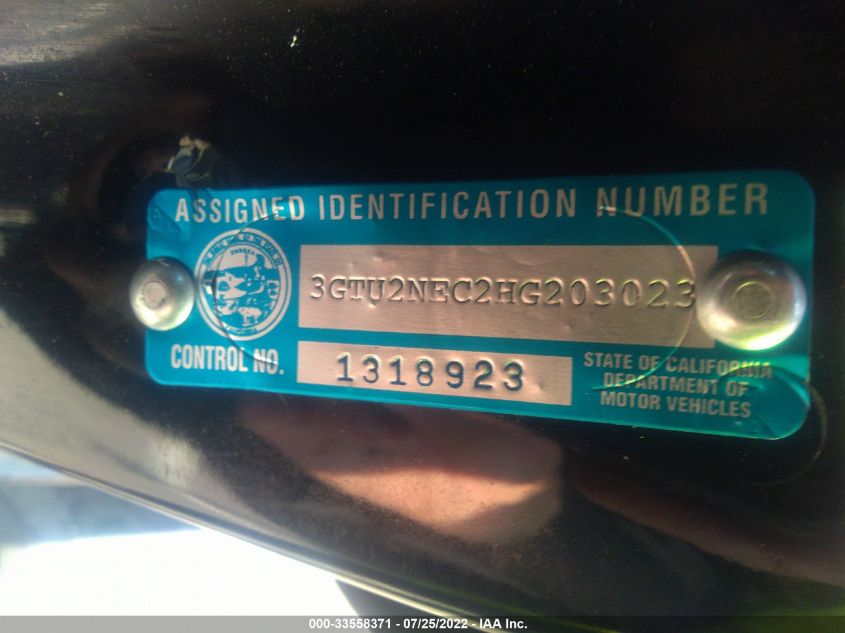 ASSIGNED IDENTIFICATION NUMBER
3GTU2NEC2HG203023
CONTROL NO.
1318923
STATE OF CALIFORNIA
DEPARTMENT OF
MOTOR VEHICLES
000-33558371 - 07/25/2022 - IAA Inc.